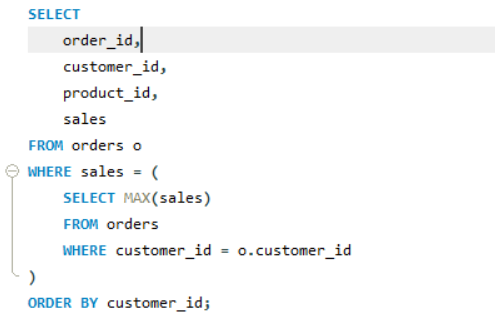 SELECT
order_id,
customer_id,
product_id,
sales
FROM orders o
WHERE sales = (
SELECT MAX(sales)
FROM orders
WHERE customer_id = o.customer_id
)
ORDER BY customer_id;